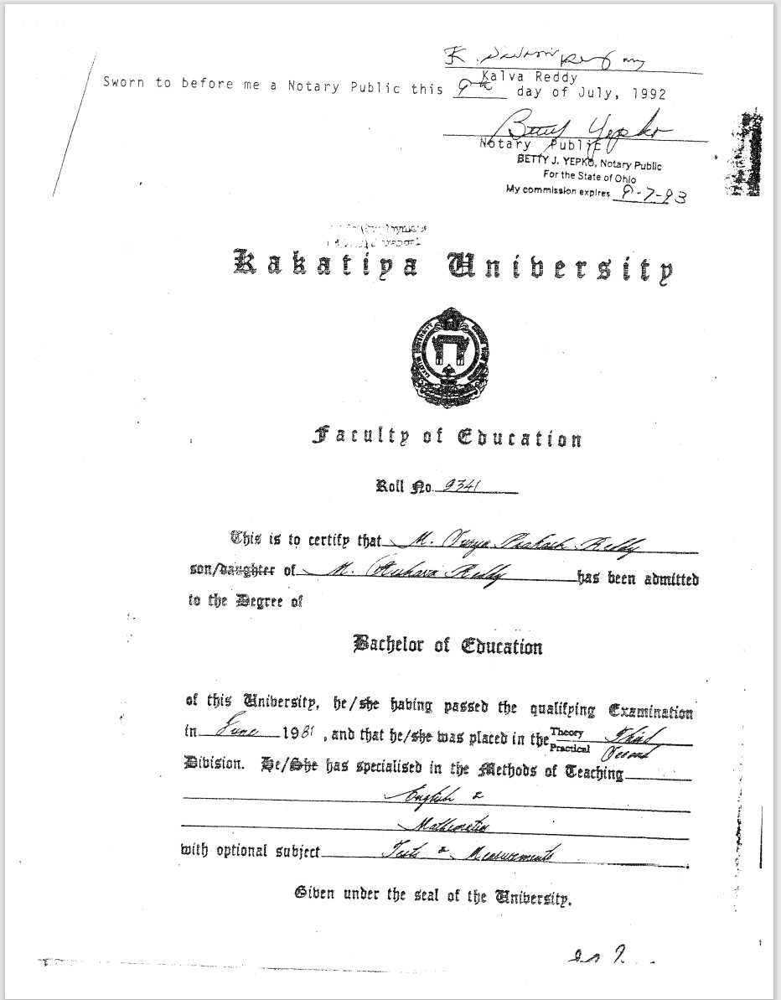 K.
Kalva Reddy
Sworn to before me a Notary Public this 9th day of July, 1992
Betty Yepko
Notary Public
BETTY J. YEPKO, Notary Public
For the State of Ohio
My commission expires 9-7-93
Kakatiya University
Faculty of Education
Roll No. 9341
This is to certify that M. Surya Prakash Reddy
son/daughter of M. Reddy has been admitted
to the Degree of
Bachelor of Education
of this University, he/she having passed the qualifying Examination
in June 1981, and that he/she was placed in the Theory Third
Practical Second
Division. He/She has specialised in the Methods of Teaching
English &
Mathematics
with optional subject Tests & Measurements.
Given under the seal of the University.